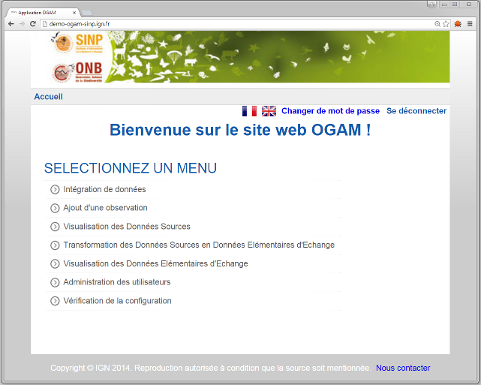 Application OGAM
demo-ogam-sinp.ign.fr
SINP
ONB
Accueil
Changer de mot de passe Se déconnecter
Bienvenue sur le site web OGAM !
SELECTIONNEZ UN MENU
Intégration de données
Ajout d'une observation
Visualisation des Données Sources
Transformation des Données Sources en Données Elémentaires d'Echange
Visualisation des Données Elémentaires d'Echange
Administration des utilisateurs
Vérification de la configuration
Copyright © IGN 2014. Reproduction autorisée à condition que la source soit mentionnée. Nous contacter